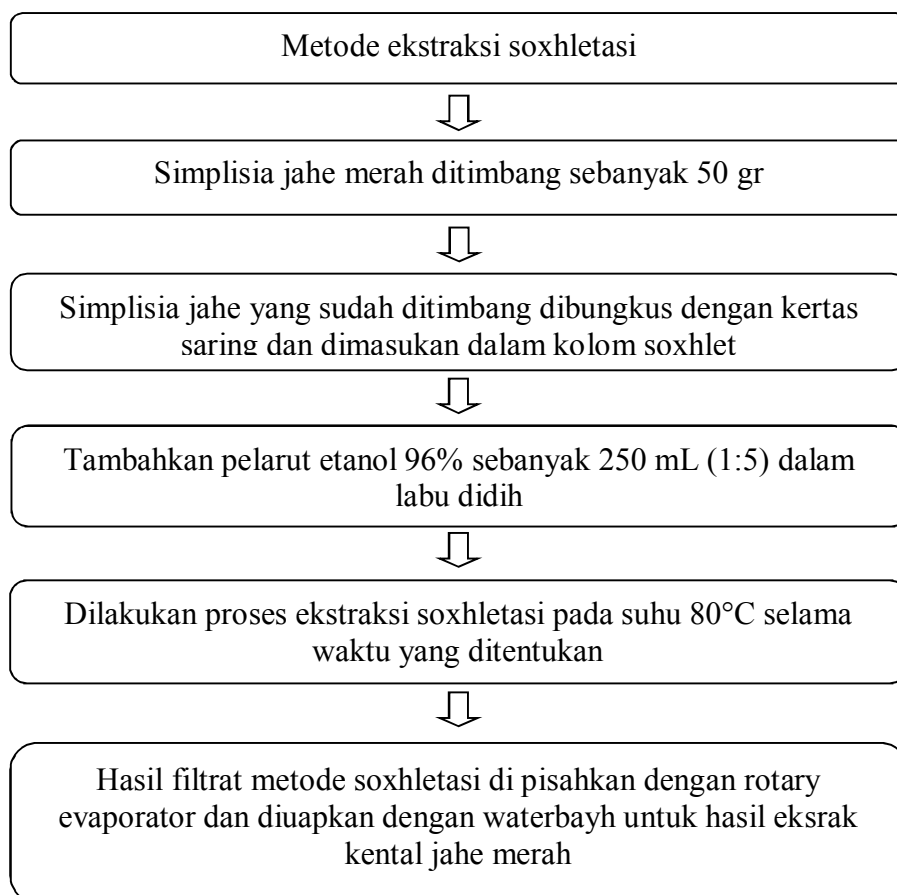 Metode ekstraksi soxhletasi
Simplisia jahe merah ditimbang sebanyak 50 gr
Simplisia jahe yang sudah ditimbang dibungkus dengan kertas
saring dan dimasukan dalam kolom soxhlet
Tambahkan pelarut etanol 96% sebanyak 250 mL (1:5) dalam
labu didih
Dilakukan proses ekstraksi soxhletasi pada suhu 80°C selama
waktu yang ditentukan
Hasil filtrat metode soxhletasi di pisahkan dengan rotary
evaporator dan diuapkan dengan waterbayh untuk hasil eksrak
kental jahe merah